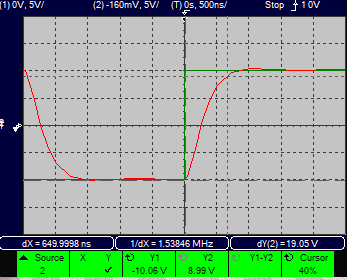 (1) 0V, 5V/ (2) -160mV, 5V/ (T) 0s, 500ns/ Stop 1 0V
dX = 649.9998 ns 1/dX = 1.53846 MHz dY(2) = 19.05 V
Source X Y Y1 Y2 Y1-Y2 Cursor
2 -10.06 V 8.99 V 40%